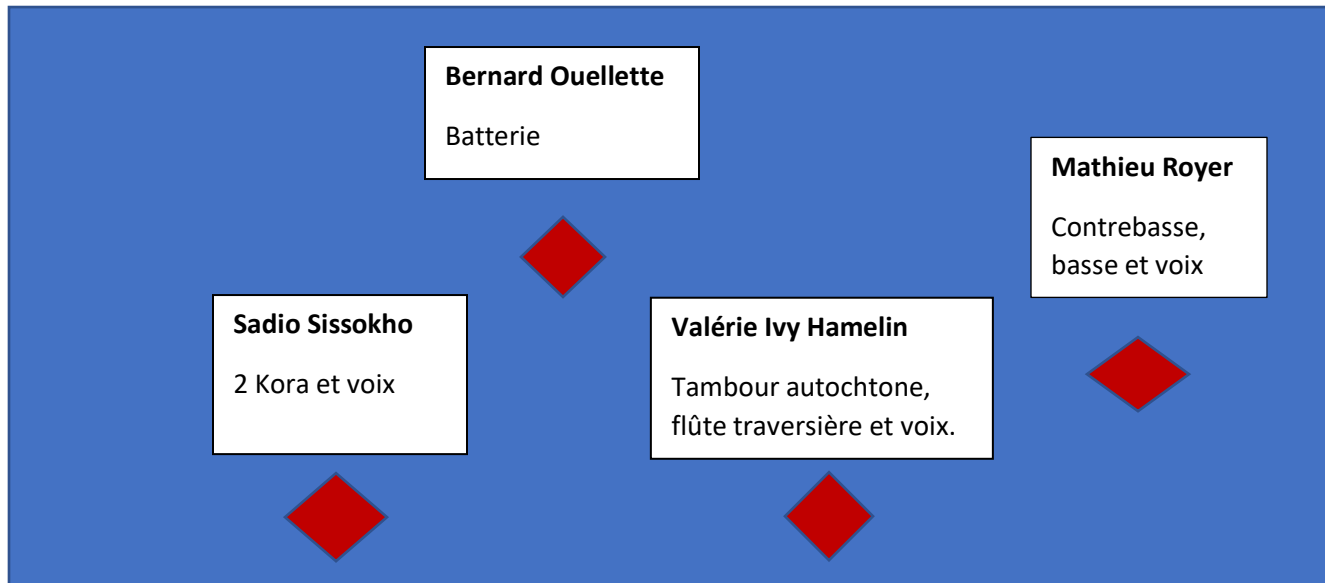 Bernard Ouellette
Batterie
Mathieu Royer
Contrebasse,
basse et voix
Sadio Sissokho
2 Kora et voix
Valérie Ivy Hamelin
Tambour autochtone,
flûte traversière et voix.